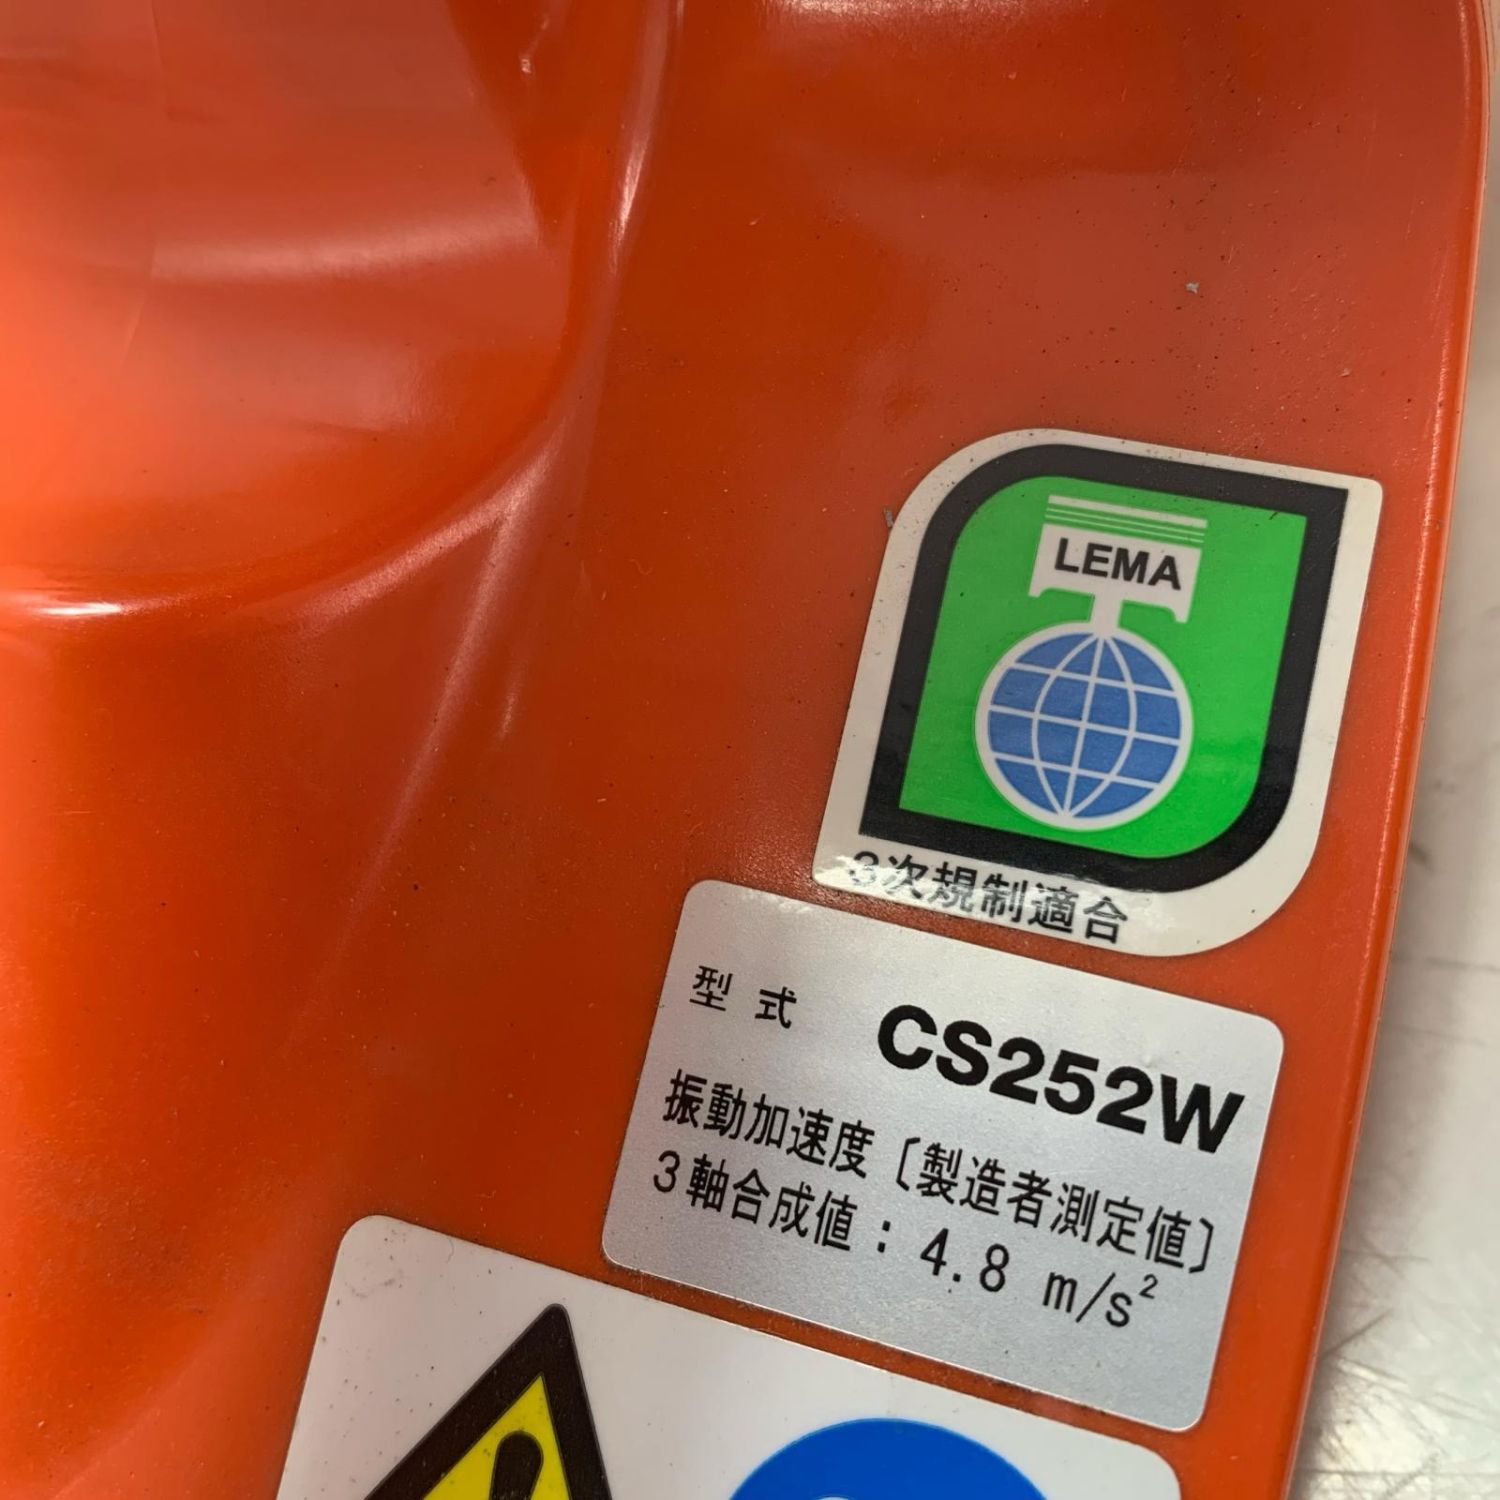 LEMA
3次規制適合
型式 CS252W
振動加速度〔製造者測定値〕
3軸合成値：4.8 m/s²